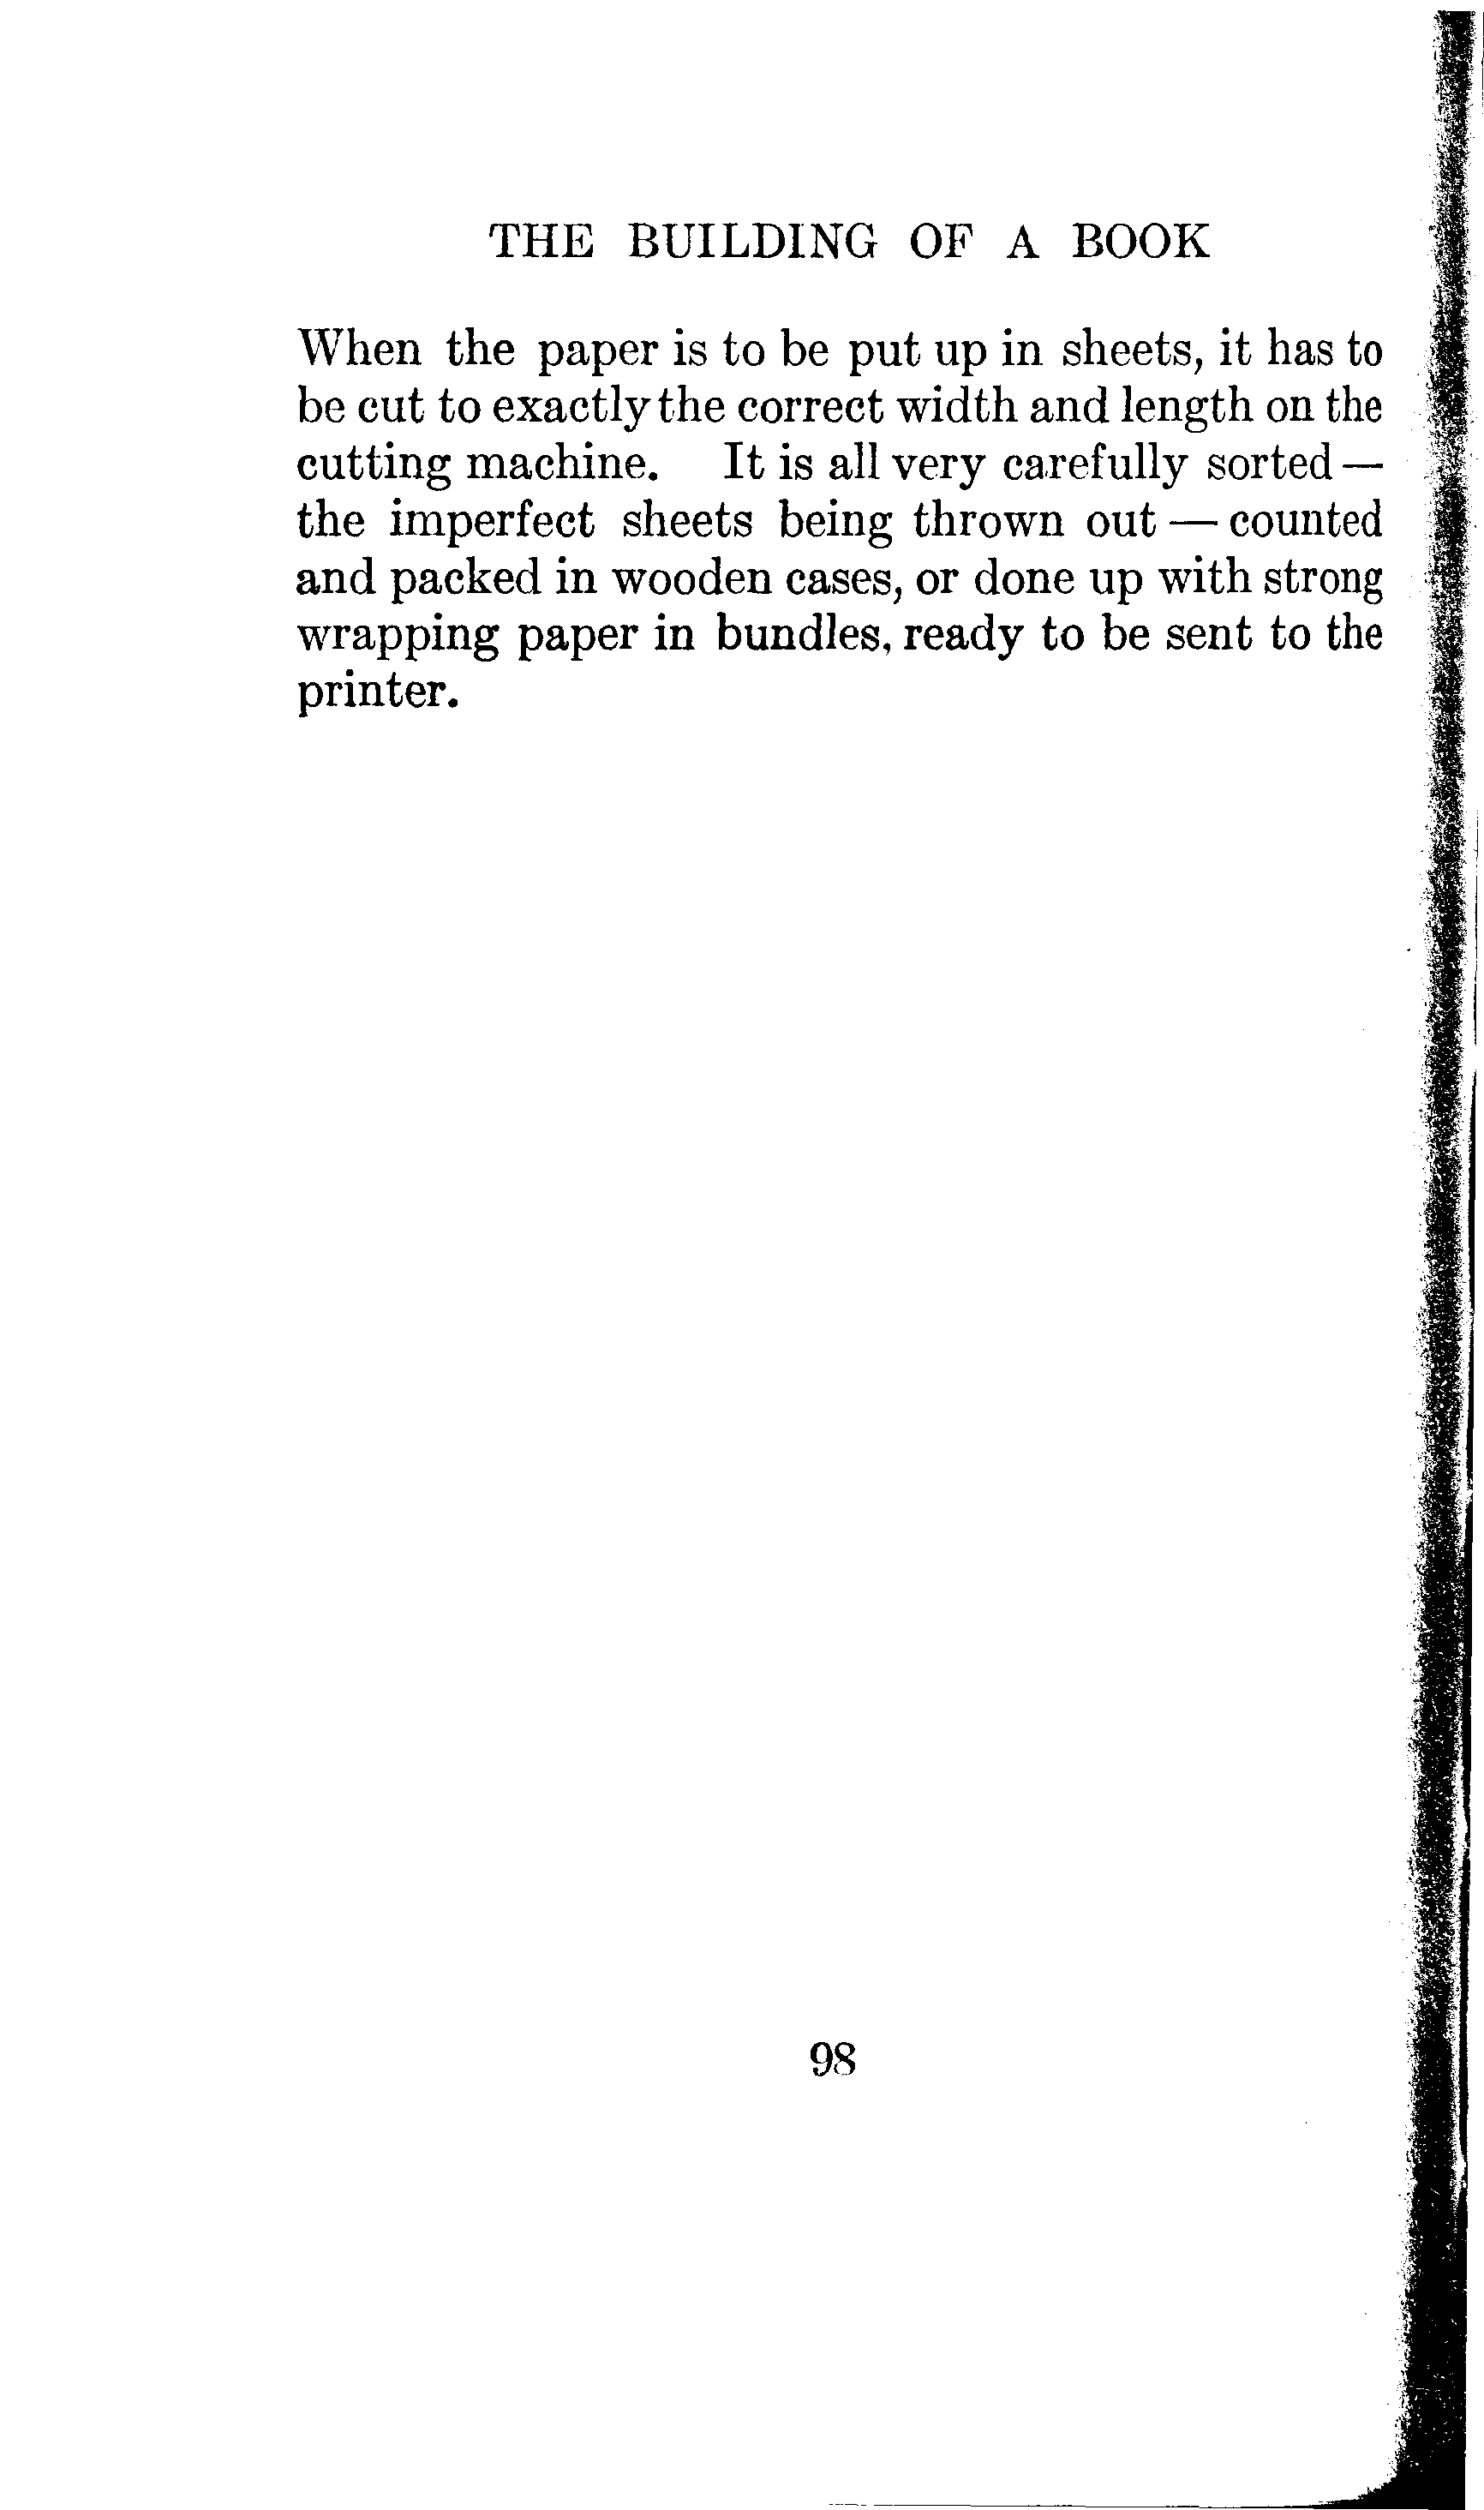 THE BUILDING OF A BOOK
When the paper is to be put up in sheets, it has to
be cut to exactly the correct width and length on the
cutting machine. It is all very carefully sorted —
the imperfect sheets being thrown out — counted
and packed in wooden cases, or done up with strong
wrapping paper in bundles, ready to be sent to the
printer.
98